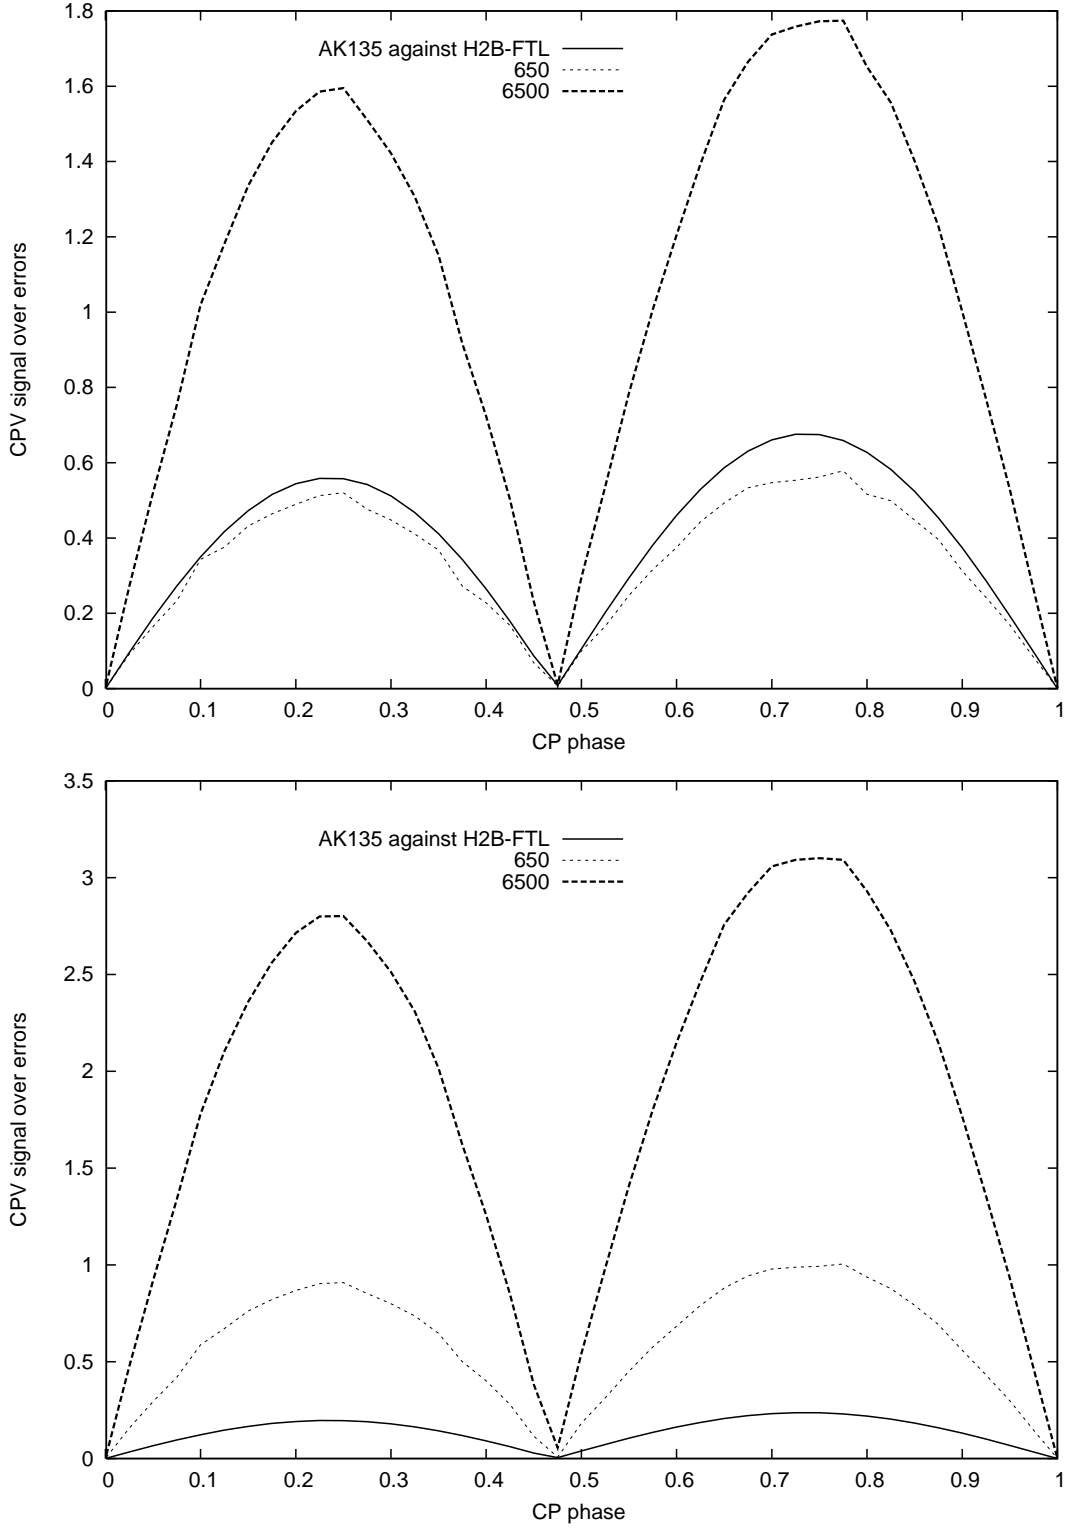 1.8
1.6
1.4
1.2
1
0.8
0.6
0.4
0.2
0
CPV signal over errors
AK135 against H2B-FTL
650
6500
0 0.1 0.2 0.3 0.4 0.5 0.6 0.7 0.8 0.9 1
CP phase
3.5
3
2.5
2
1.5
1
0.5
0
CPV signal over errors
AK135 against H2B-FTL
650
6500
0 0.1 0.2 0.3 0.4 0.5 0.6 0.7 0.8 0.9 1
CP phase